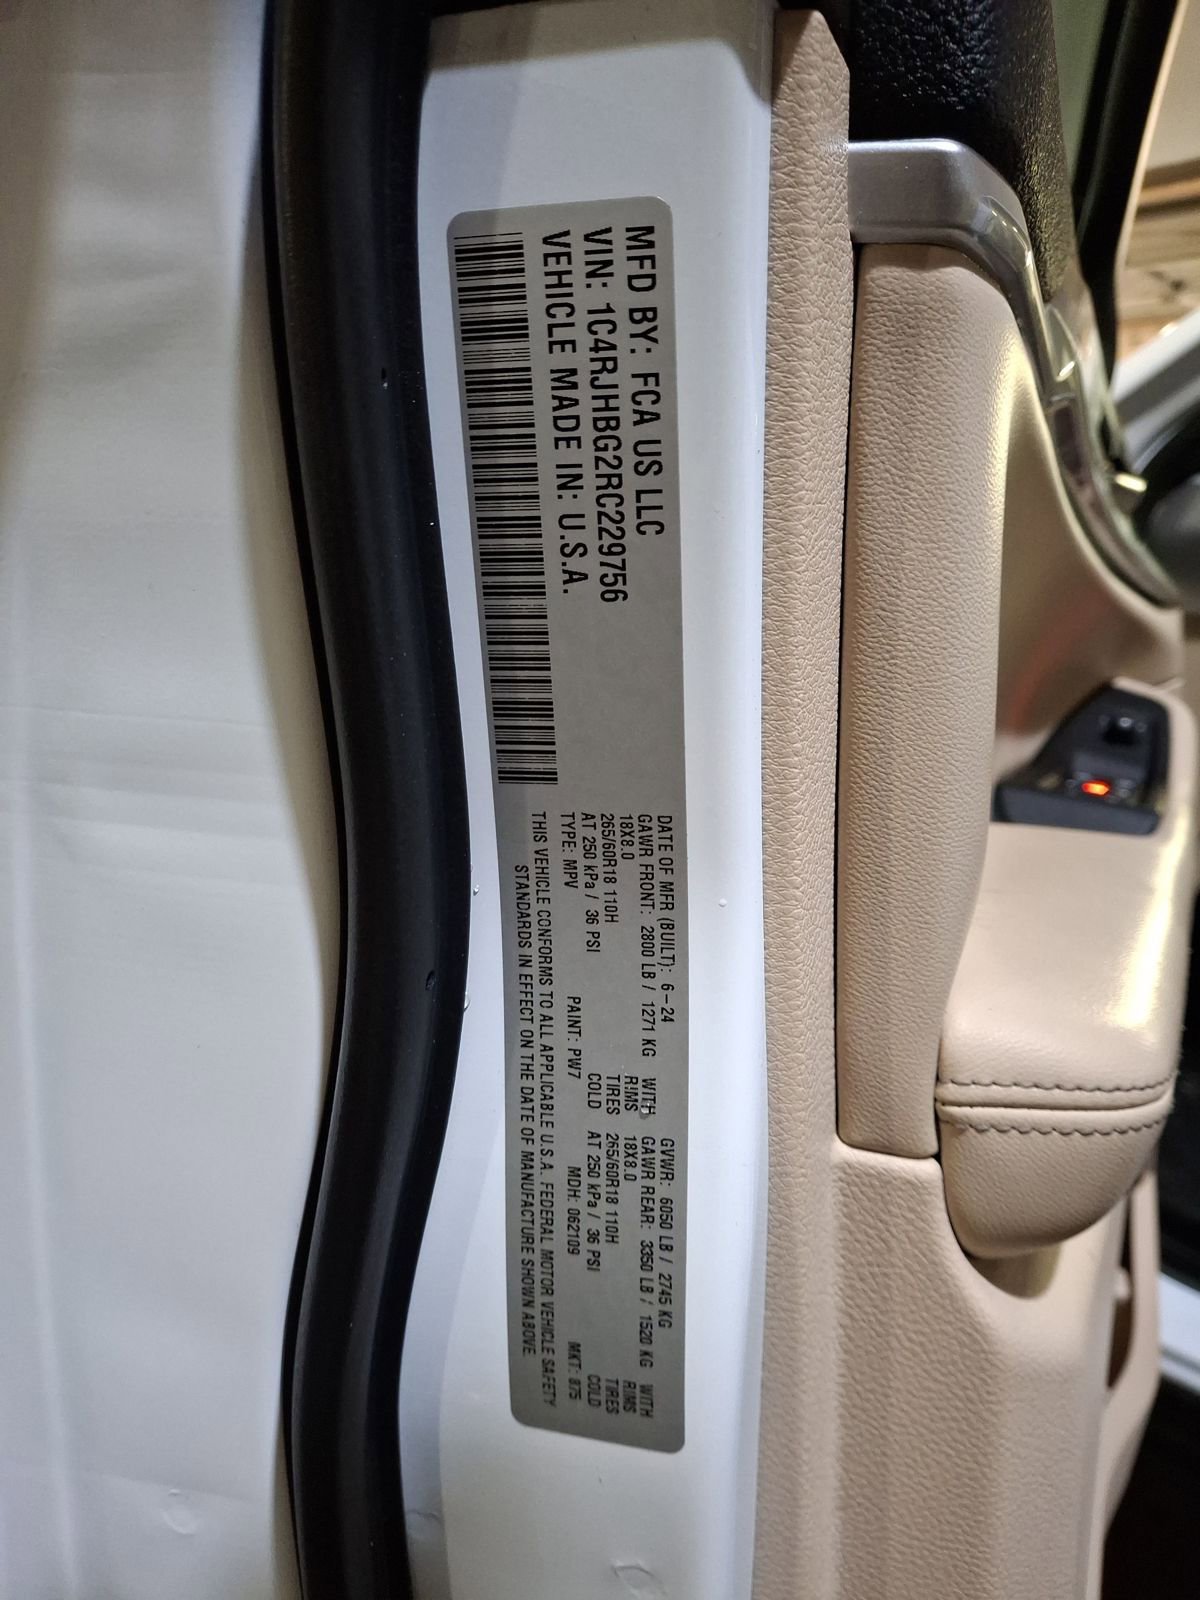 MFD BY: FCA US LLC
VIN: 1C4RJHBG2RC229756
VEHICLE MADE IN: U.S.A.
DATE OF MFR (BUILT): 6-24 GVWR: 6050 LB / 2745 KG
GAWR FRONT: 2800 LB / 1271 KG WITH GAWR REAR: 3350 LB / 1520 KG WITH
18X8.0 RIMS 18X8.0 RIMS
265/60R18 110H TIRES 265/60R18 110H TIRES
AT 250 kPa / 36 PSI COLD AT 250 kPa / 36 PSI COLD
TYPE: MPV PAINT: PW7 MDH: 062109 MKT: 875
THIS VEHICLE CONFORMS TO ALL APPLICABLE U.S.A. FEDERAL MOTOR VEHICLE SAFETY
STANDARDS IN EFFECT ON THE DATE OF MANUFACTURE SHOWN ABOVE.